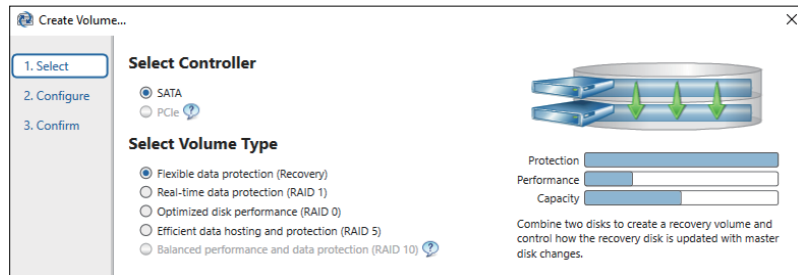 Create Volume...
1. Select
2. Configure
3. Confirm
Select Controller
SATA
PCIe
Select Volume Type
Flexible data protection (Recovery)
Real-time data protection (RAID 1)
Optimized disk performance (RAID 0)
Efficient data hosting and protection (RAID 5)
Balanced performance and data protection (RAID 10)
Protection
Performance
Capacity
Combine two disks to create a recovery volume and
control how the recovery disk is updated with master
disk changes.